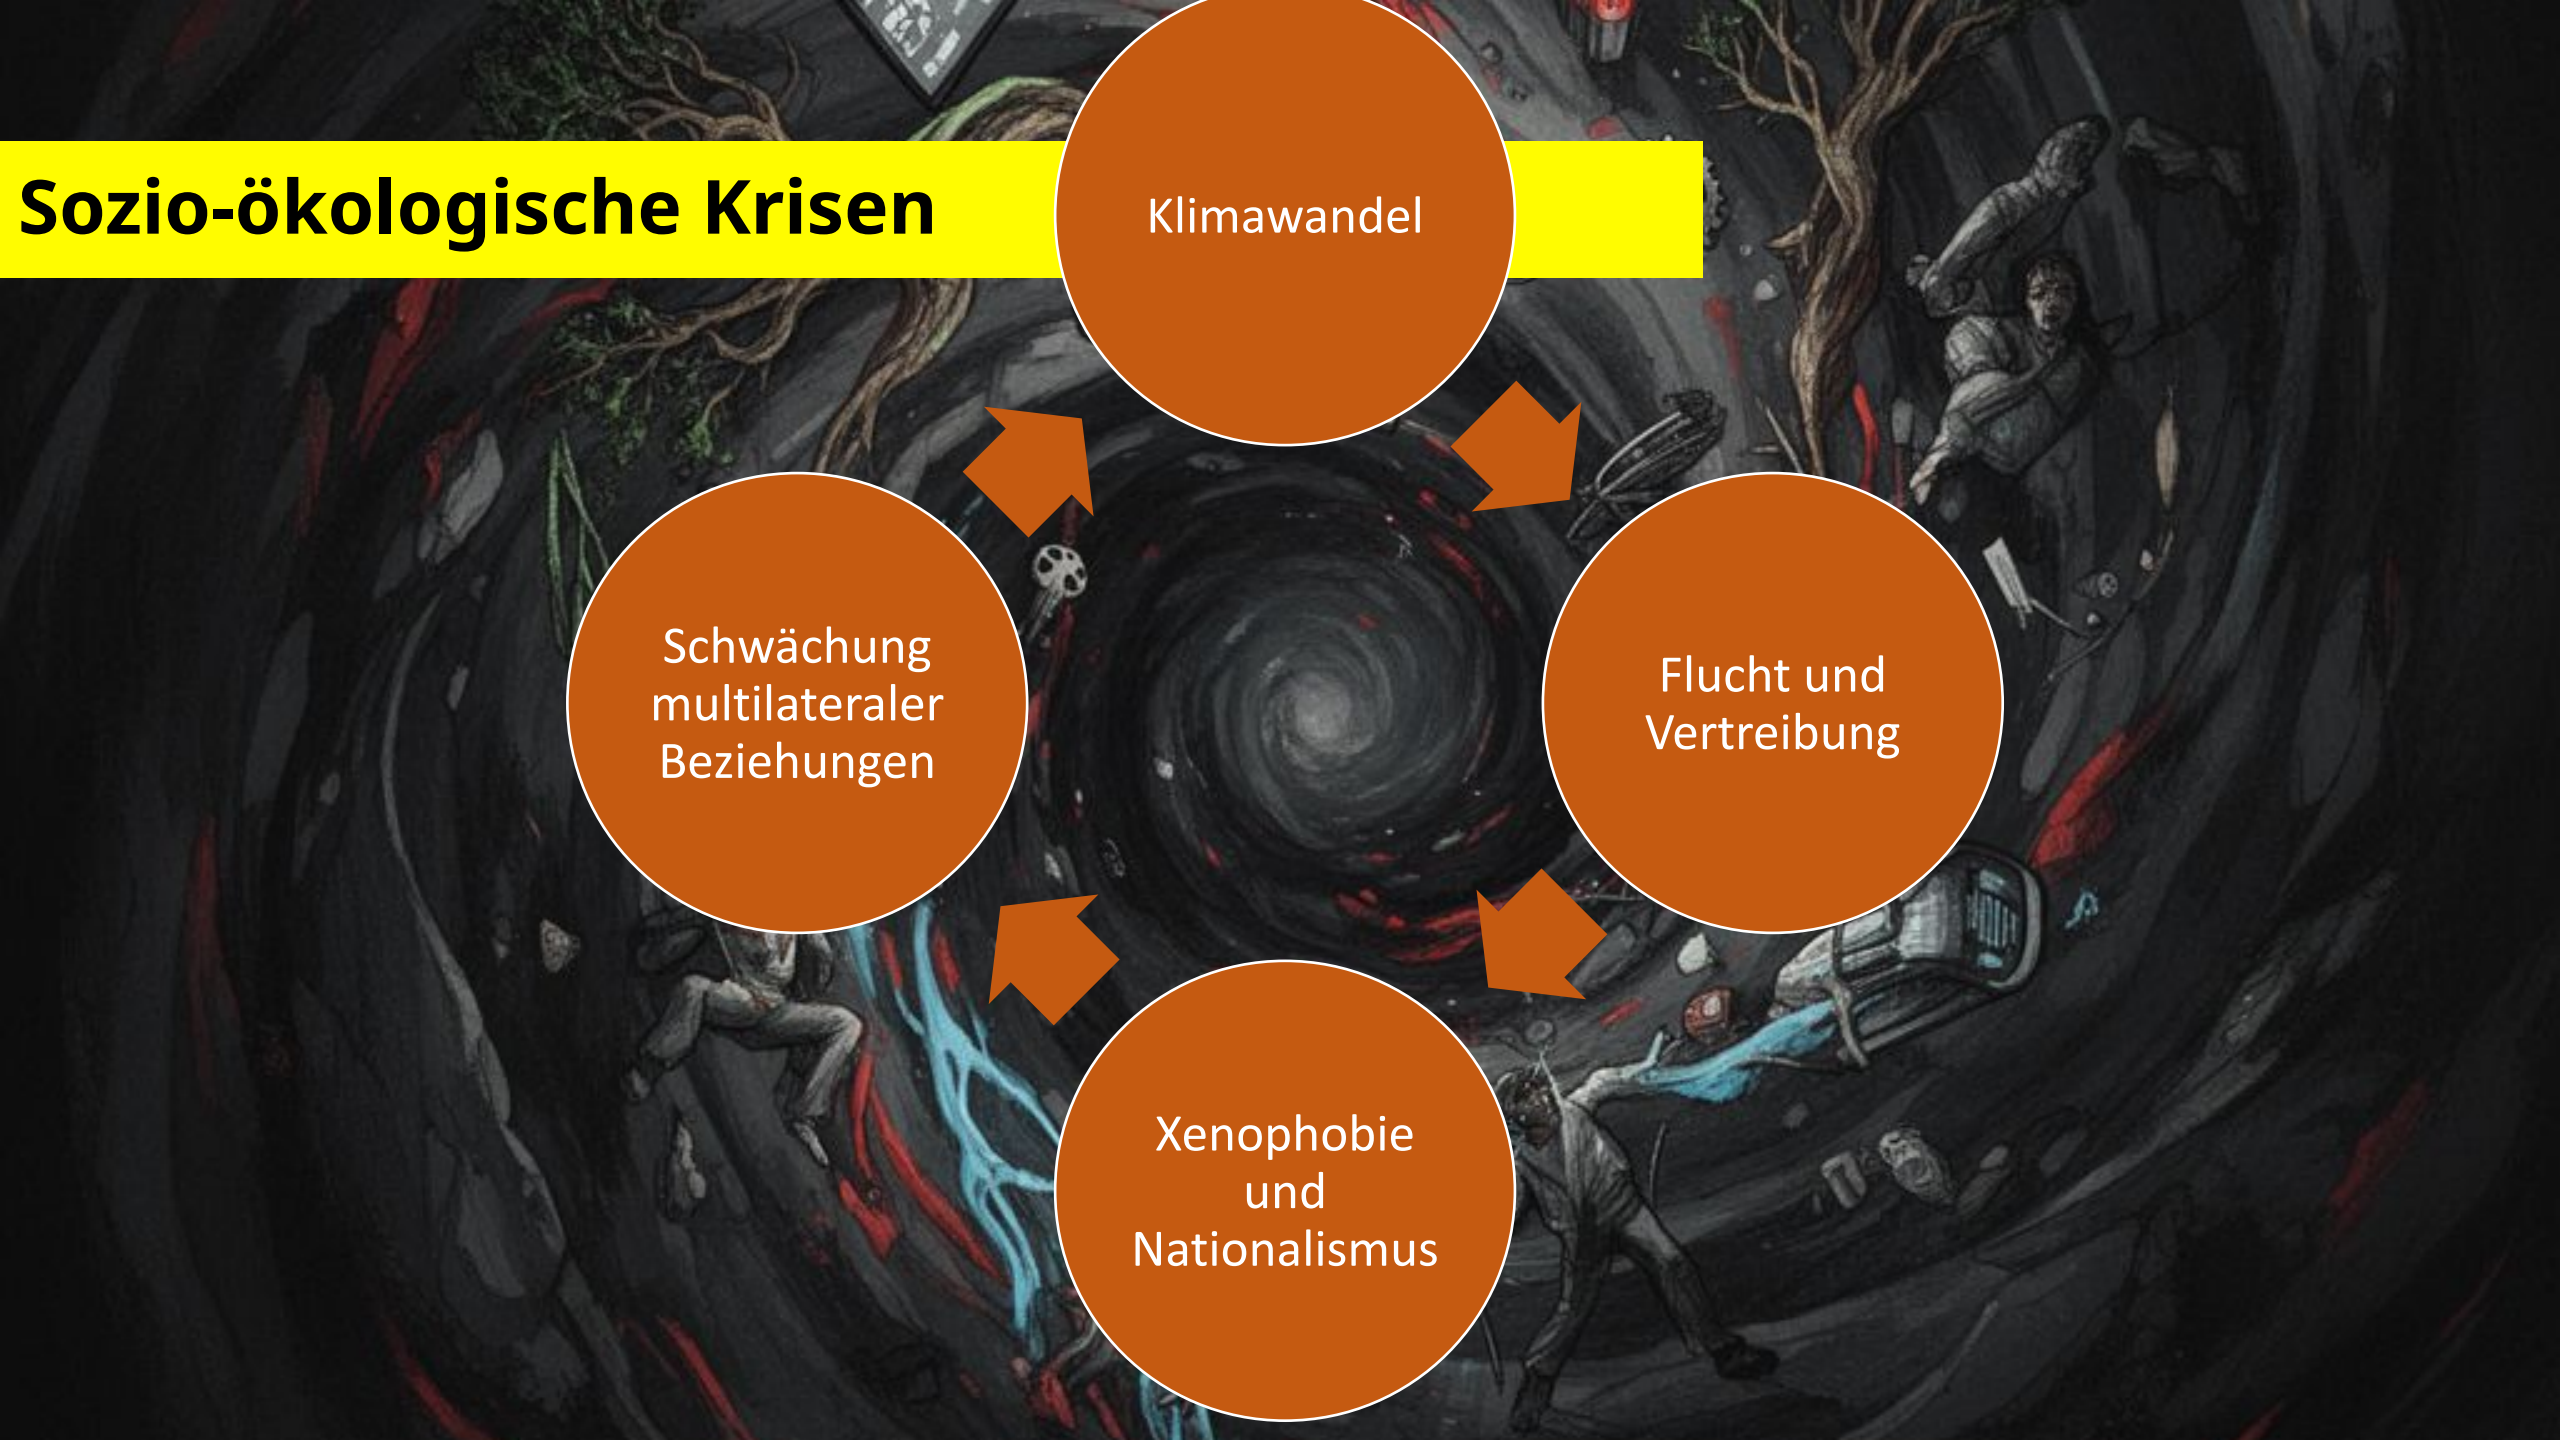 Sozio-ökologische Krisen
Klimawandel
Flucht und
Vertreibung
Xenophobie
und
Nationalismus
Schwächung
multilateraler
Beziehungen